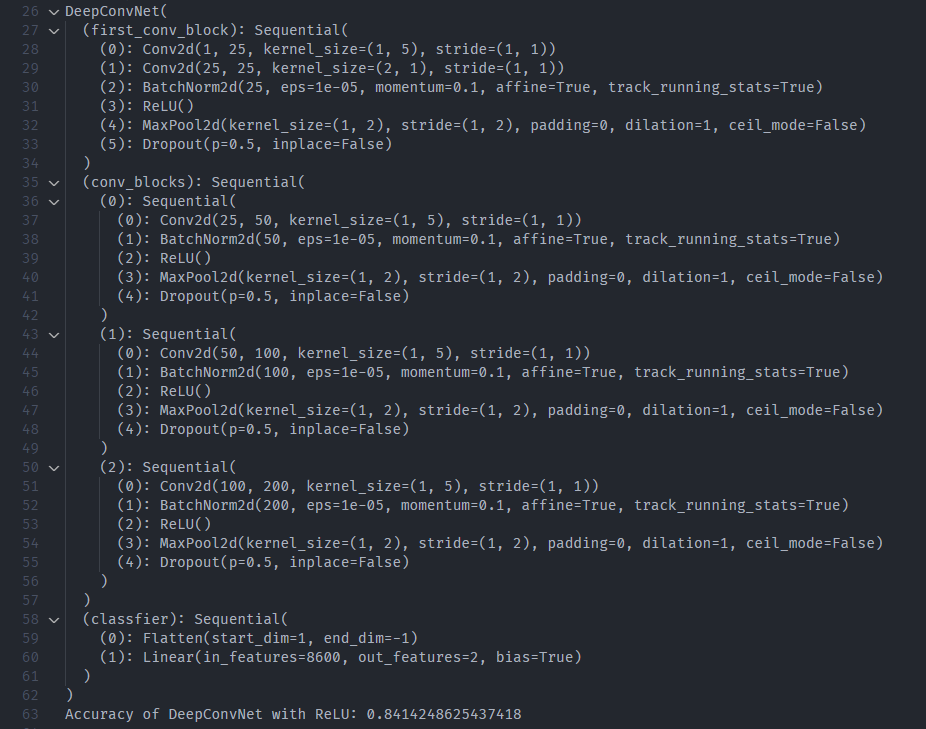 26 DeepConvNet(
27 (first_conv_block): Sequential(
28 (0): Conv2d(1, 25, kernel_size=(1, 5), stride=(1, 1))
29 (1): Conv2d(25, 25, kernel_size=(2, 1), stride=(1, 1))
30 (2): BatchNorm2d(25, eps=1e-05, momentum=0.1, affine=True, track_running_stats=True)
31 (3): ReLU()
32 (4): MaxPool2d(kernel_size=(1, 2), stride=(1, 2), padding=0, dilation=1, ceil_mode=False)
33 (5): Dropout(p=0.5, inplace=False)
34 )
35 (conv_blocks): Sequential(
36 (0): Sequential(
37 (0): Conv2d(25, 50, kernel_size=(1, 5), stride=(1, 1))
38 (1): BatchNorm2d(50, eps=1e-05, momentum=0.1, affine=True, track_running_stats=True)
39 (2): ReLU()
40 (3): MaxPool2d(kernel_size=(1, 2), stride=(1, 2), padding=0, dilation=1, ceil_mode=False)
41 (4): Dropout(p=0.5, inplace=False)
42 )
43 (1): Sequential(
44 (0): Conv2d(50, 100, kernel_size=(1, 5), stride=(1, 1))
45 (1): BatchNorm2d(100, eps=1e-05, momentum=0.1, affine=True, track_running_stats=True)
46 (2): ReLU()
47 (3): MaxPool2d(kernel_size=(1, 2), stride=(1, 2), padding=0, dilation=1, ceil_mode=False)
48 (4): Dropout(p=0.5, inplace=False)
49 )
50 (2): Sequential(
51 (0): Conv2d(100, 200, kernel_size=(1, 5), stride=(1, 1))
52 (1): BatchNorm2d(200, eps=1e-05, momentum=0.1, affine=True, track_running_stats=True)
53 (2): ReLU()
54 (3): MaxPool2d(kernel_size=(1, 2), stride=(1, 2), padding=0, dilation=1, ceil_mode=False)
55 (4): Dropout(p=0.5, inplace=False)
56 )
57 )
58 (classfier): Sequential(
59 (0): Flatten(start_dim=1, end_dim=-1)
60 (1): Linear(in_features=8600, out_features=2, bias=True)
61 )
62 )
63 Accuracy of DeepConvNet with ReLU: 0.8414248625437418